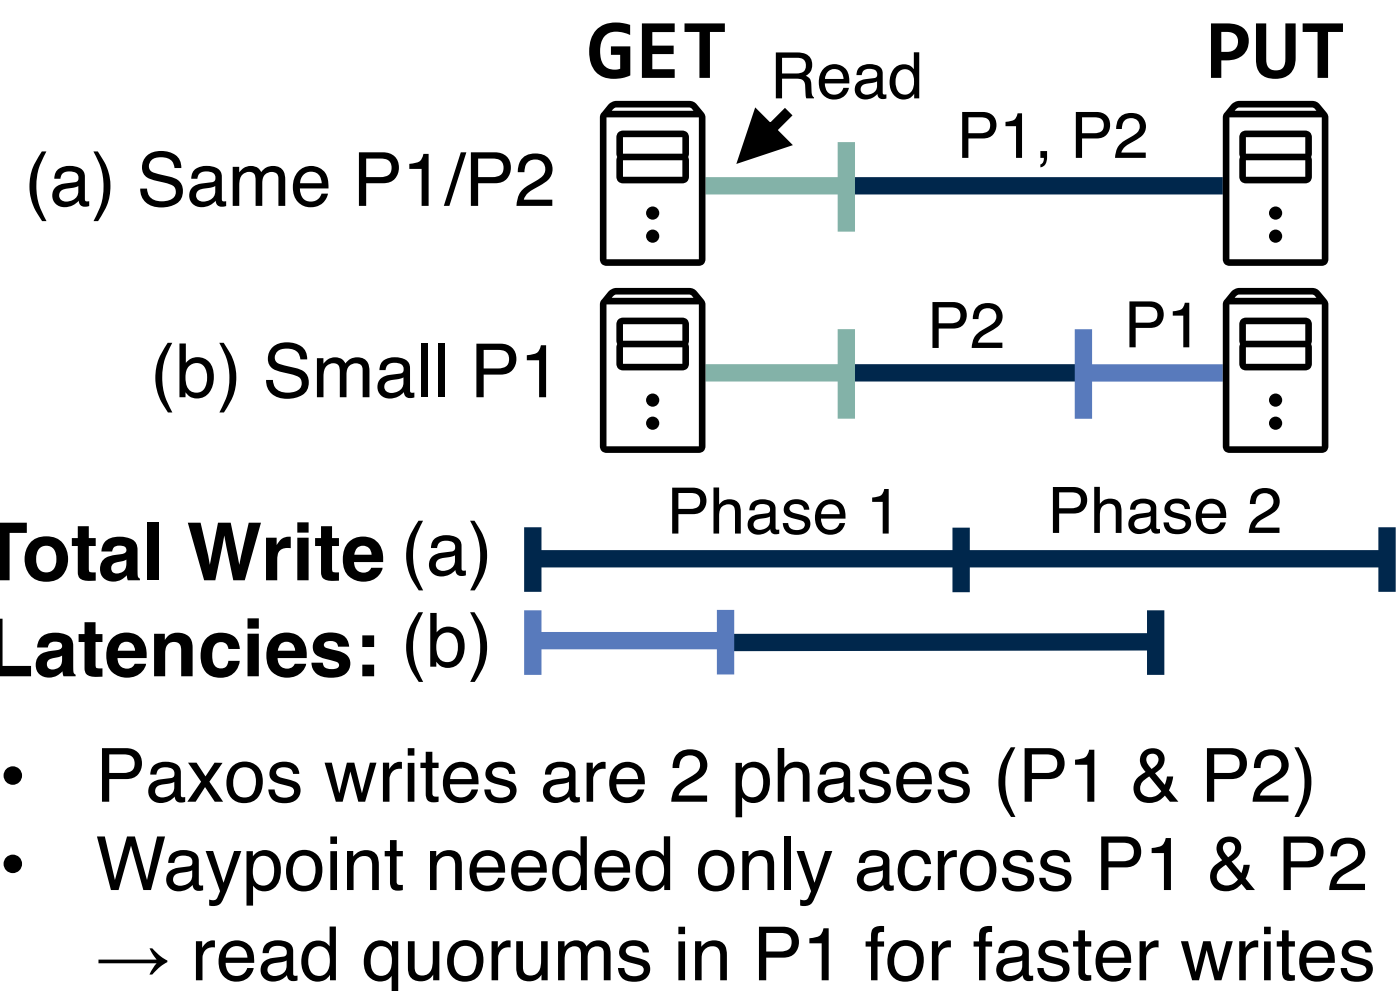 GET PUT
Read
(a) Same P1/P2 P1, P2
(b) Small P1 P2 P1
Phase 1 Phase 2
Total Write (a)
Latencies: (b)
• Paxos writes are 2 phases (P1 & P2)
• Waypoint needed only across P1 & P2
→ read quorums in P1 for faster writes